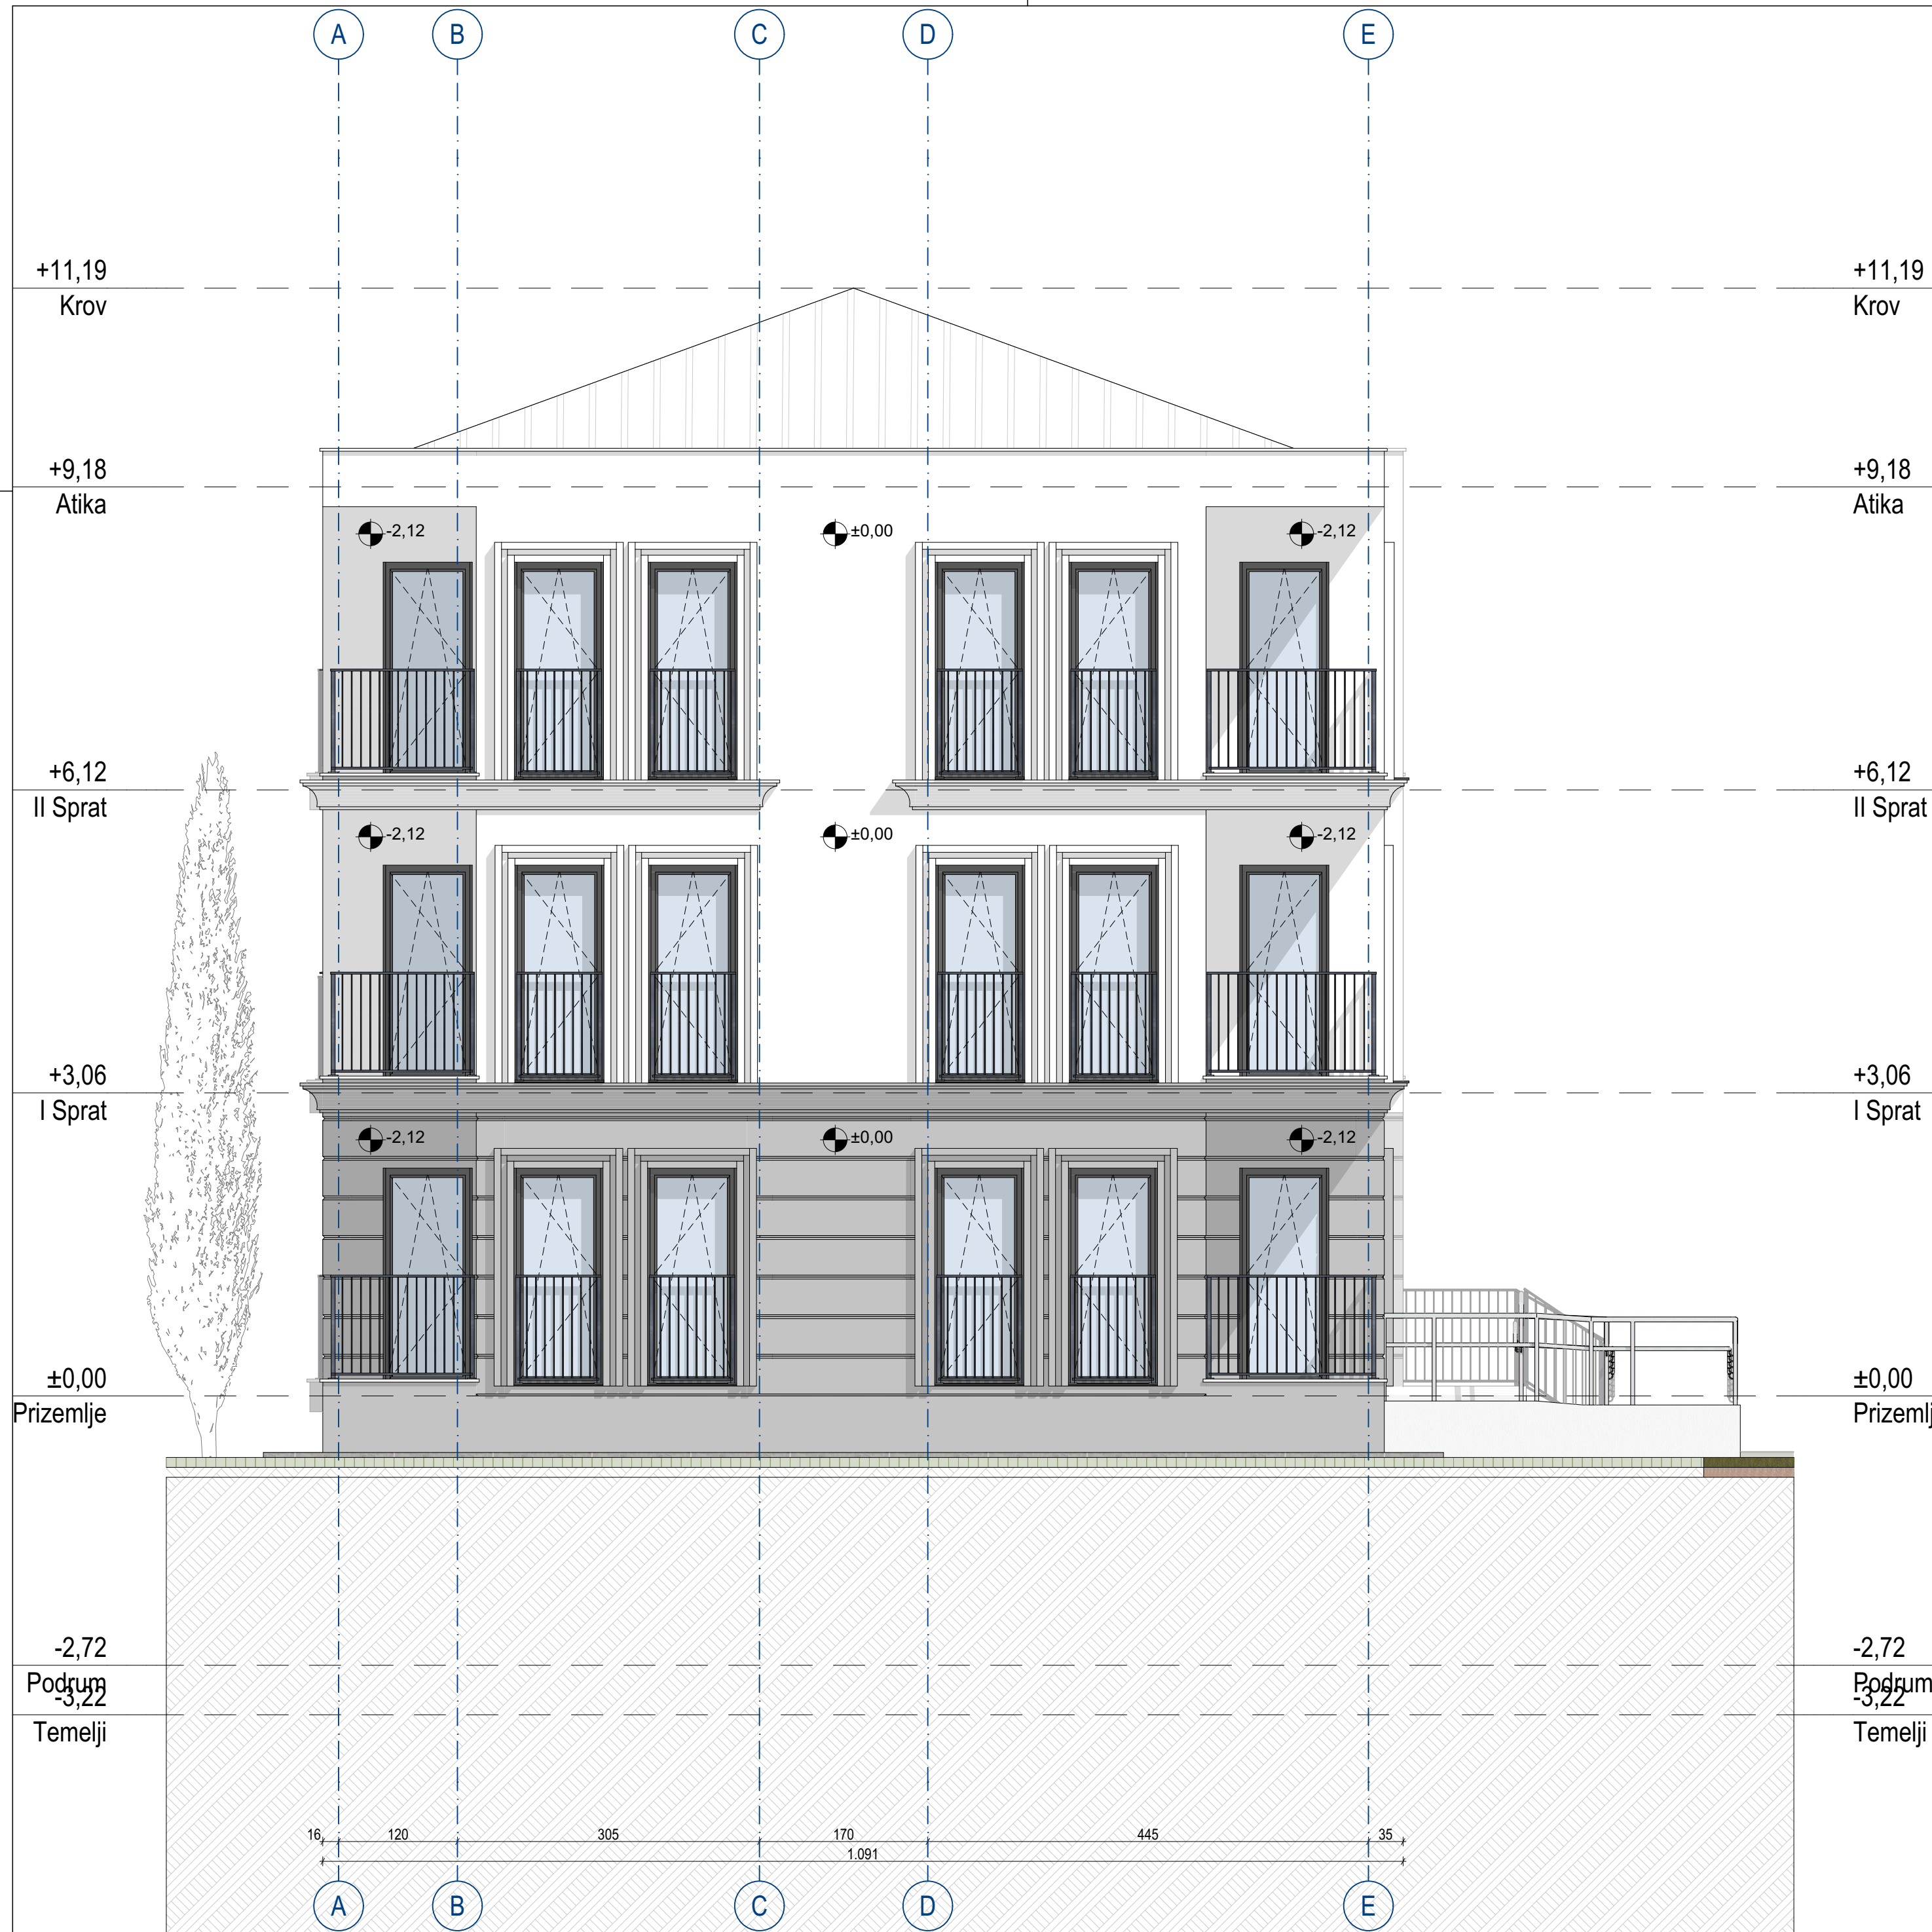 A B C D E
+11,19 +11,19
Krov Krov
+9,18 +9,18
Atika Atika
-2,12 ±0,00 -2,12
+6,12 +6,12
II Sprat II Sprat
-2,12 ±0,00 -2,12
+3,06 +3,06
I Sprat I Sprat
-2,12 ±0,00 -2,12
±0,00 ±0,00
Prizemlje Prizemlj
-2,72 -2,72
Podrum Podrum
-3,22 -3,22
Temelji Temelji
16 120 305 170 445 35
1.091
A B C D E